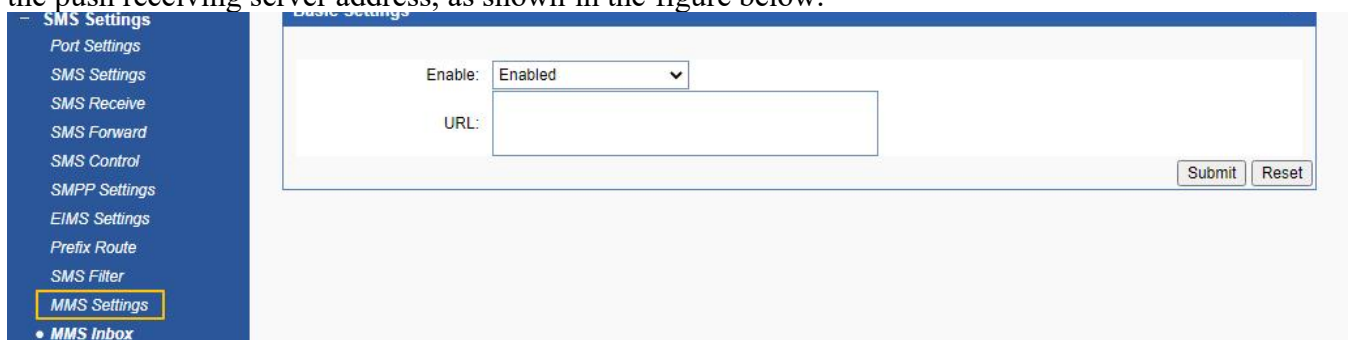 the push receiving server address, as shown in the figure below.
− SMS Settings
Port Settings
SMS Settings
SMS Receive
SMS Forward
SMS Control
SMPP Settings
EIMS Settings
Prefix Route
SMS Filter
MMS Settings
• MMS Inbox
Basic Settings
Enable: Enabled
URL:
Submit Reset